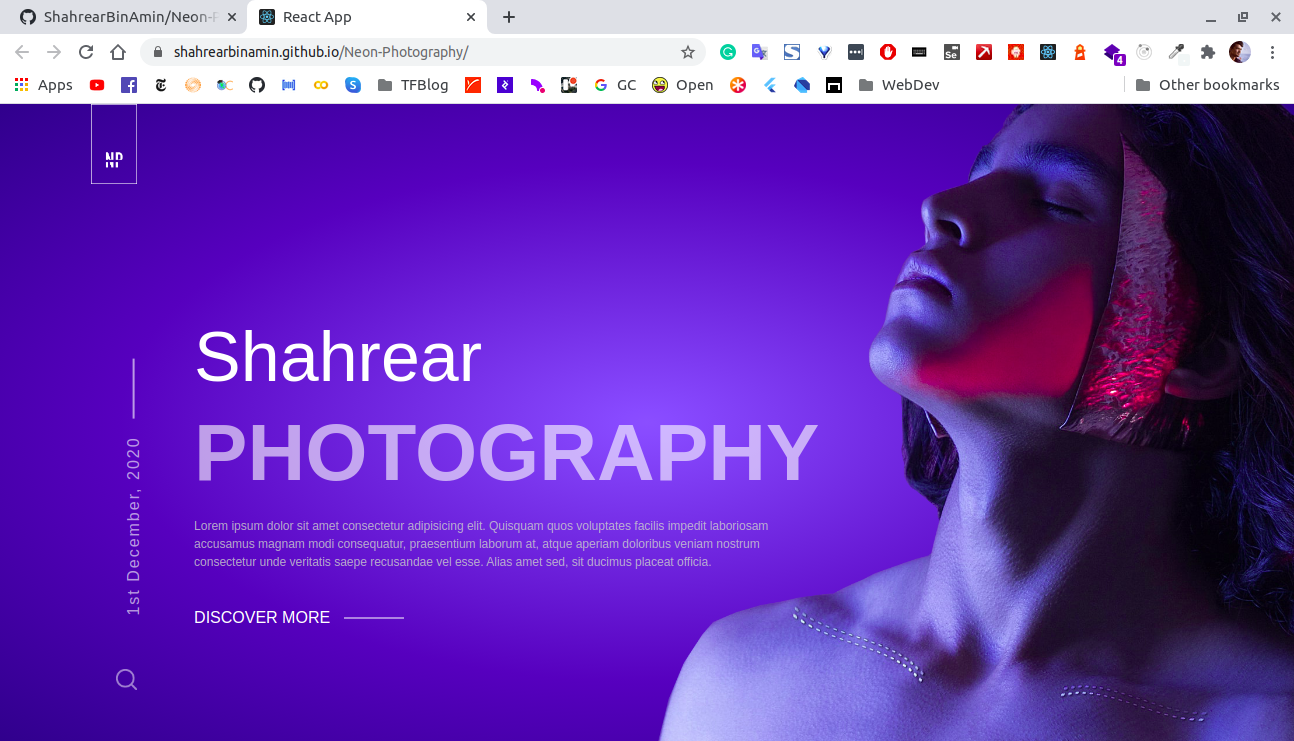 ShahrearBinAmin/Neon-P
React App
shahrearbinamin.github.io/Neon-Photography/
Se
4
Apps
TFBlog
GC
Open
WebDev
Other bookmarks
NP
Shahrear
PHOTOGRAPHY
Lorem ipsum dolor sit amet consectetur adipisicing elit. Quisquam quos voluptates facilis impedit laboriosam
accusamus magnam modi consequatur, praesentium laborum at, atque aperiam doloribus veniam nostrum
consectetur unde veritatis saepe recusandae vel esse. Alias amet sed, sit ducimus placeat officia.
DISCOVER MORE
1st December, 2020